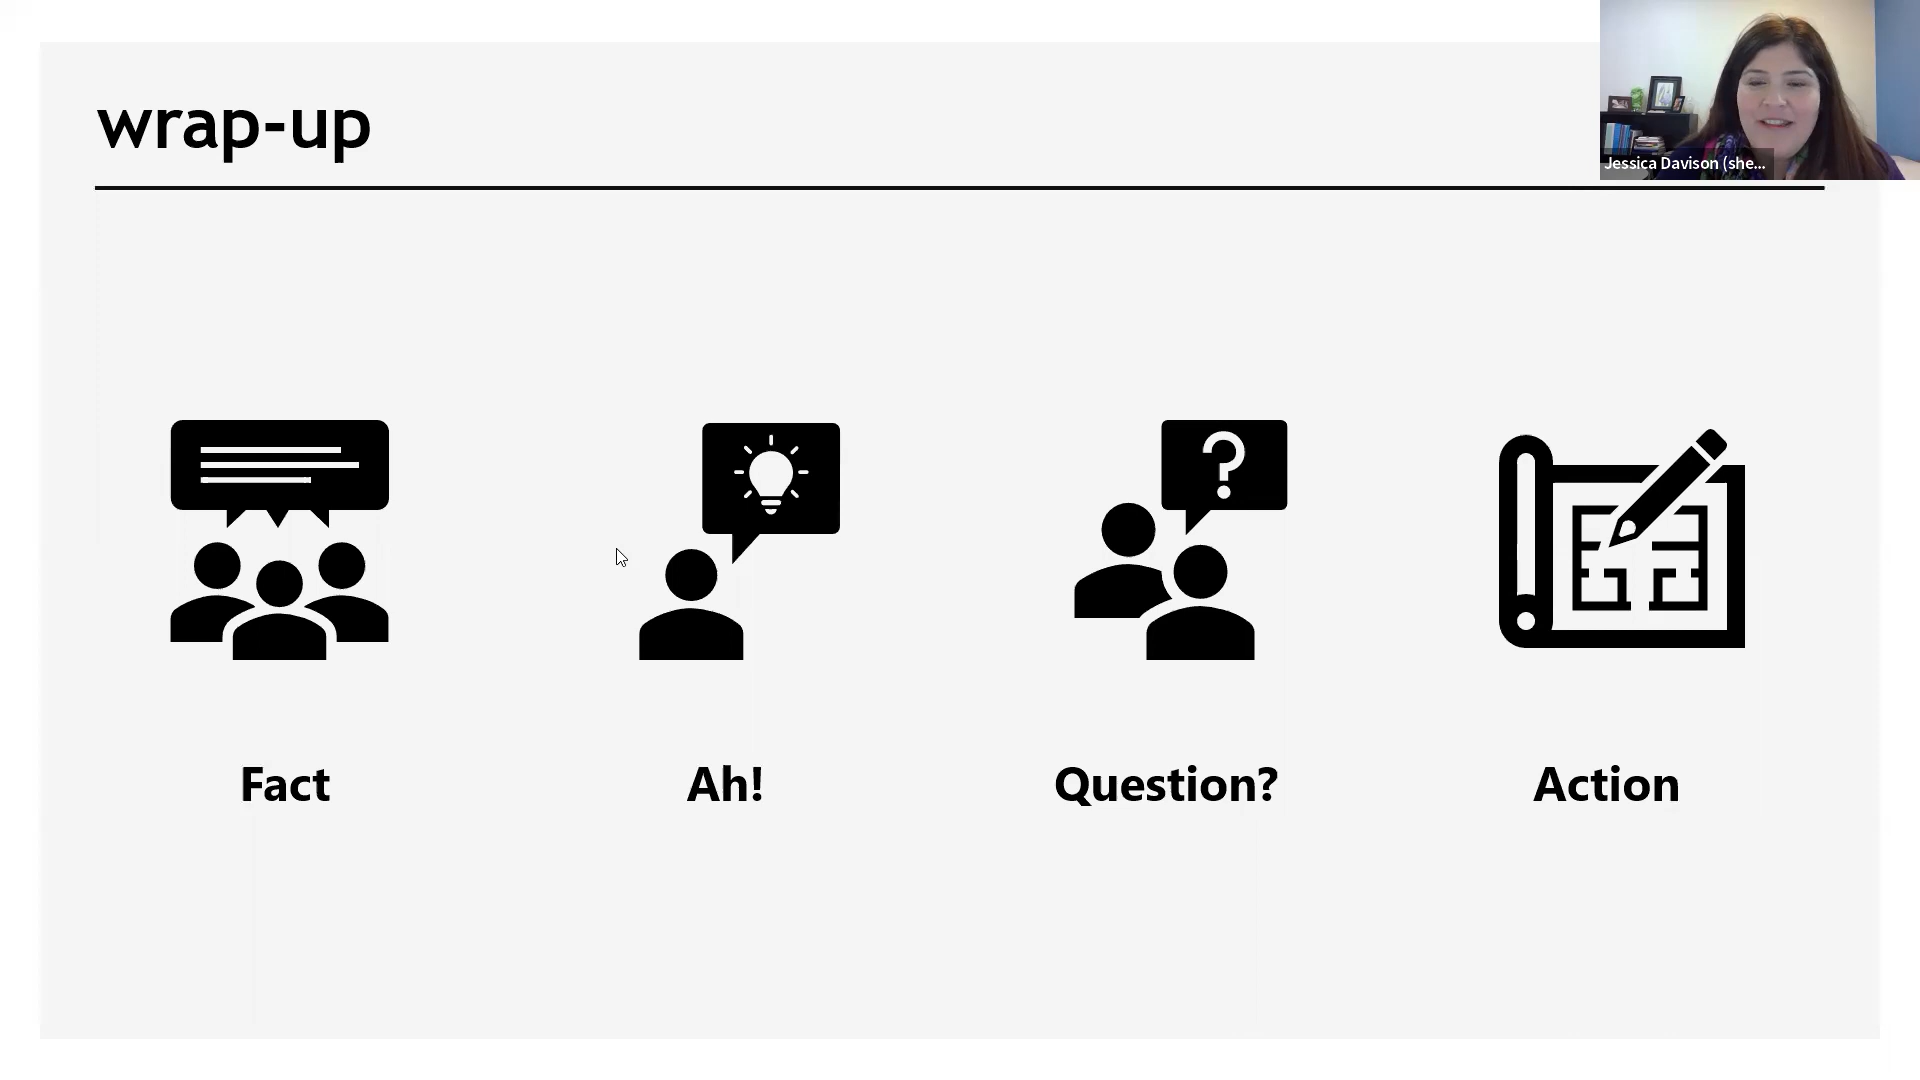 wrap-up
Jessica Davison (she...
Fact
Ah!
Question?
Action